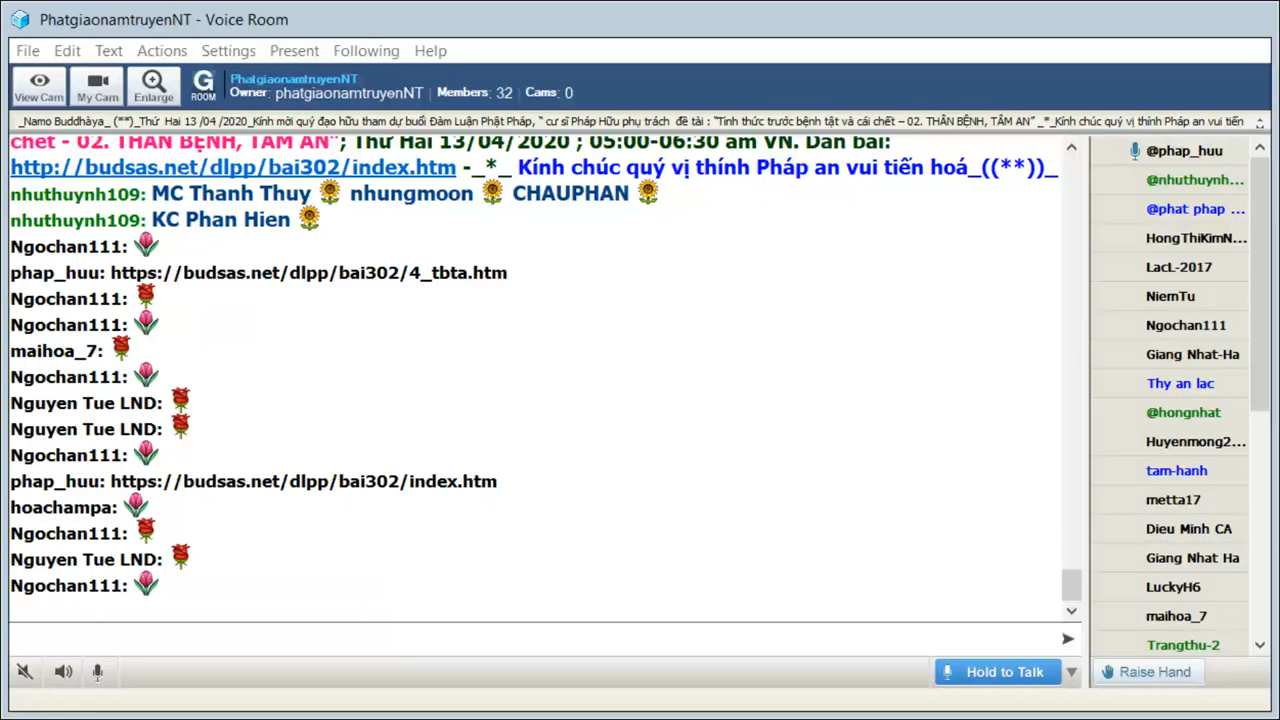 PhatgiaonamtruyenNT - Voice Room
File Edit Text Actions Settings Present Following Help
View Cam My Cam Enlarge G ROOM PhatgiaonamtruyenNT
Owner: phatgiaonamtruyenNT Members: 32 Cams: 0
_Namo Buddhàya_ (**)_Thứ Hai 13 /04 /2020_Kính mời quý đạo hữu tham dự buổi Đàm Luận Phật Pháp, " cư sĩ Pháp Hữu phụ trách đề tài : "Tỉnh thức trước bệnh tật và cái chết – 02. THÂN BỆNH, TÂM AN" _*_Kính chúc quý vị thính Pháp an vui tiến
chết - 02. THÂN BỆNH, TÂM AN"; Thứ Hai 13/04/2020 ; 05:00-06:30 am VN. Dàn bài:
http://budsas.net/dlpp/bai302/index.htm -_*_ Kính chúc quý vị thính Pháp an vui tiến hoá_((**))_
nhuthuynh109: MC Thanh Thuy nhungmoon CHAUPHAN
nhuthuynh109: KC Phan Hien
Ngochan111:
phap_huu: https://budsas.net/dlpp/bai302/4_tbta.htm
Ngochan111:
Ngochan111:
maihoa_7:
Ngochan111:
Nguyen Tue LND:
Nguyen Tue LND:
Ngochan111:
phap_huu: https://budsas.net/dlpp/bai302/index.htm
hoachampa:
Ngochan111:
Nguyen Tue LND:
Ngochan111:
@phap_huu
@nhuthuynh...
@phat phap ...
HongThiKimN...
LacL-2017
NiemTu
Ngochan111
Giang Nhat-Ha
Thy an lac
@hongnhat
Huyenmong2...
tam-hanh
metta17
Dieu Minh CA
Giang Nhat Ha
LuckyH6
maihoa_7
Trangthu-2
Hold to Talk
Raise Hand